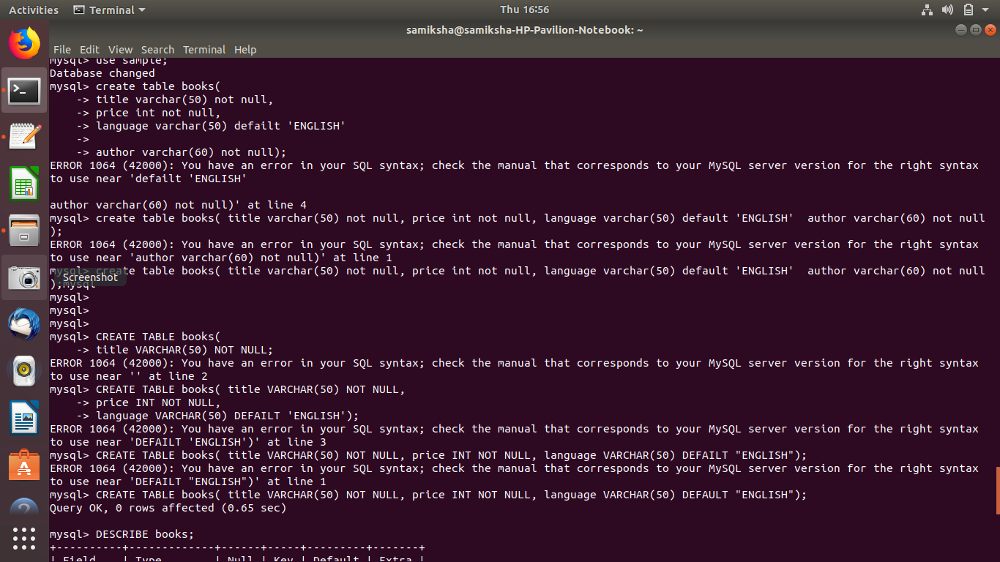 Activities Terminal Thu 16:56
samiksha@samiksha-HP-Pavilion-Notebook: ~
File Edit View Search Terminal Help
mysql> use sample;
Database changed
mysql> create table books(
-> title varchar(50) not null,
-> price int not null,
-> language varchar(50) defailt 'ENGLISH'
->
-> author varchar(60) not null);
ERROR 1064 (42000): You have an error in your SQL syntax; check the manual that corresponds to your MySQL server version for the right syntax
to use near 'defailt 'ENGLISH'
author varchar(60) not null)' at line 4
mysql> create table books( title varchar(50) not null, price int not null, language varchar(50) default 'ENGLISH'  author varchar(60) not null
);
ERROR 1064 (42000): You have an error in your SQL syntax; check the manual that corresponds to your MySQL server version for the right syntax
to use near 'author varchar(60) not null)' at line 1
mysql> create table books( title varchar(50) not null, price int not null, language varchar(50) default 'ENGLISH'  author varchar(60) not null
Screenshot
);mysql
mysql>
mysql>
mysql>
mysql> CREATE TABLE books(
-> title VARCHAR(50) NOT NULL;
ERROR 1064 (42000): You have an error in your SQL syntax; check the manual that corresponds to your MySQL server version for the right syntax
to use near '' at line 2
mysql> CREATE TABLE books( title VARCHAR(50) NOT NULL,
-> price INT NOT NULL,
-> language VARCHAR(50) DEFAILT 'ENGLISH');
ERROR 1064 (42000): You have an error in your SQL syntax; check the manual that corresponds to your MySQL server version for the right syntax
to use near 'DEFAILT 'ENGLISH')' at line 3
mysql> CREATE TABLE books( title VARCHAR(50) NOT NULL, price INT NOT NULL, language VARCHAR(50) DEFAILT "ENGLISH");
ERROR 1064 (42000): You have an error in your SQL syntax; check the manual that corresponds to your MySQL server version for the right syntax
to use near 'DEFAILT "ENGLISH")' at line 1
mysql> CREATE TABLE books( title VARCHAR(50) NOT NULL, price INT NOT NULL, language VARCHAR(50) DEFAULT "ENGLISH");
Query OK, 0 rows affected (0.65 sec)
mysql> DESCRIBE books;
+----------+-------------+------+-----+---------+-------+
| Field    | Type        | Null | Key | Default | Extra |